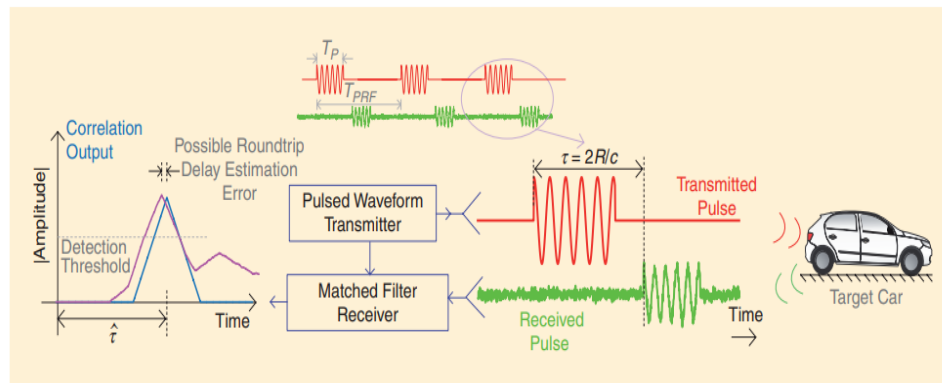 T_P
T_PRF
Correlation
Output
Possible Roundtrip
Delay Estimation
Error
|Amplitude|
Detection
Threshold
τ̂
Time
Pulsed Waveform
Transmitter
Matched Filter
Receiver
τ = 2R/c
Transmitted
Pulse
Received
Pulse
Time
Target Car